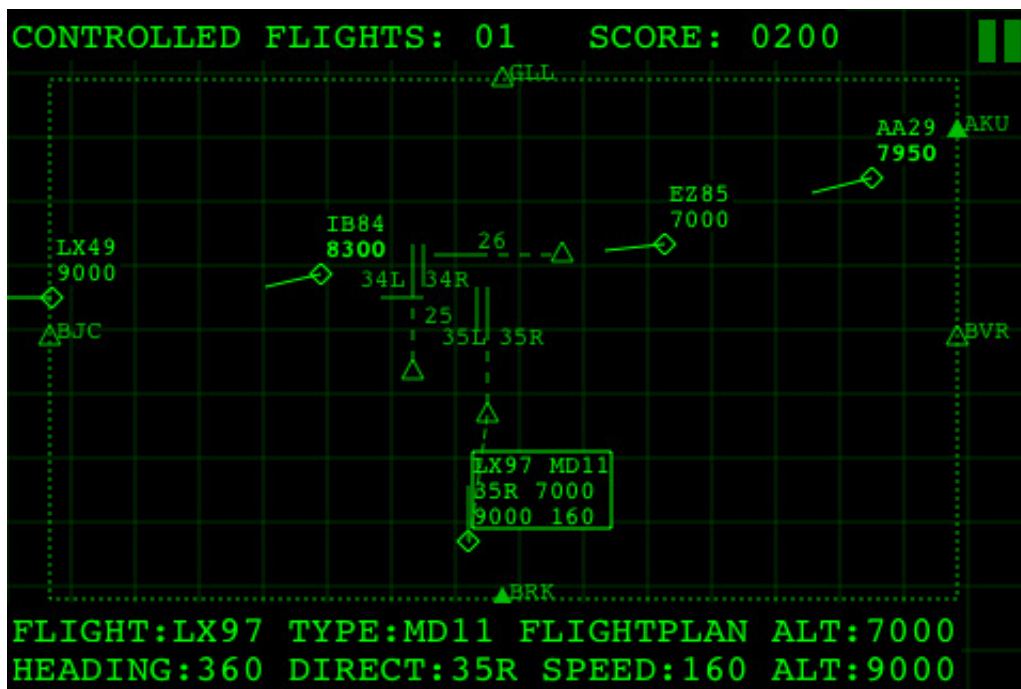 CONTROLLED FLIGHTS: 01 SCORE: 0200
GLL
AKU
AA29
7950
EZ85
7000
IB84
8300
26
LX49
9000
34L 34R
25
BJC
35L 35R
BVR
LX97 MD11
35R 7000
9000 160
BRK
FLIGHT:LX97 TYPE:MD11 FLIGHTPLAN ALT:7000
HEADING:360 DIRECT:35R SPEED:160 ALT:9000